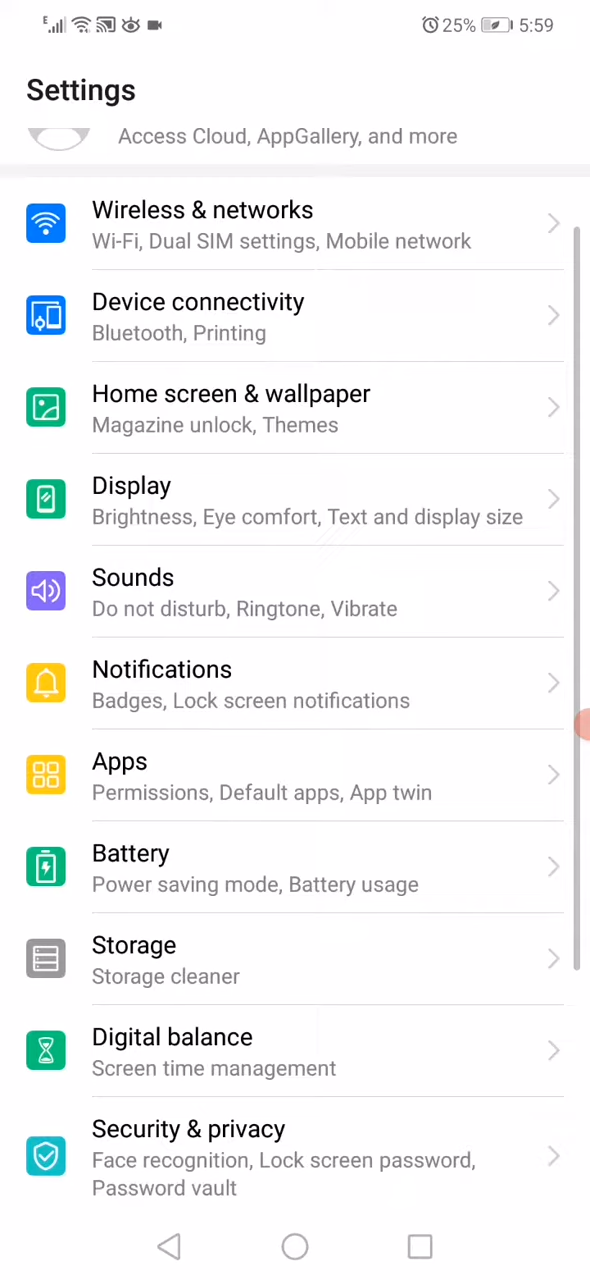 E 25% 5:59
Settings
Access Cloud, AppGallery, and more
Wireless & networks
Wi-Fi, Dual SIM settings, Mobile network
Device connectivity
Bluetooth, Printing
Home screen & wallpaper
Magazine unlock, Themes
Display
Brightness, Eye comfort, Text and display size
Sounds
Do not disturb, Ringtone, Vibrate
Notifications
Badges, Lock screen notifications
Apps
Permissions, Default apps, App twin
Battery
Power saving mode, Battery usage
Storage
Storage cleaner
Digital balance
Screen time management
Security & privacy
Face recognition, Lock screen password,
Password vault